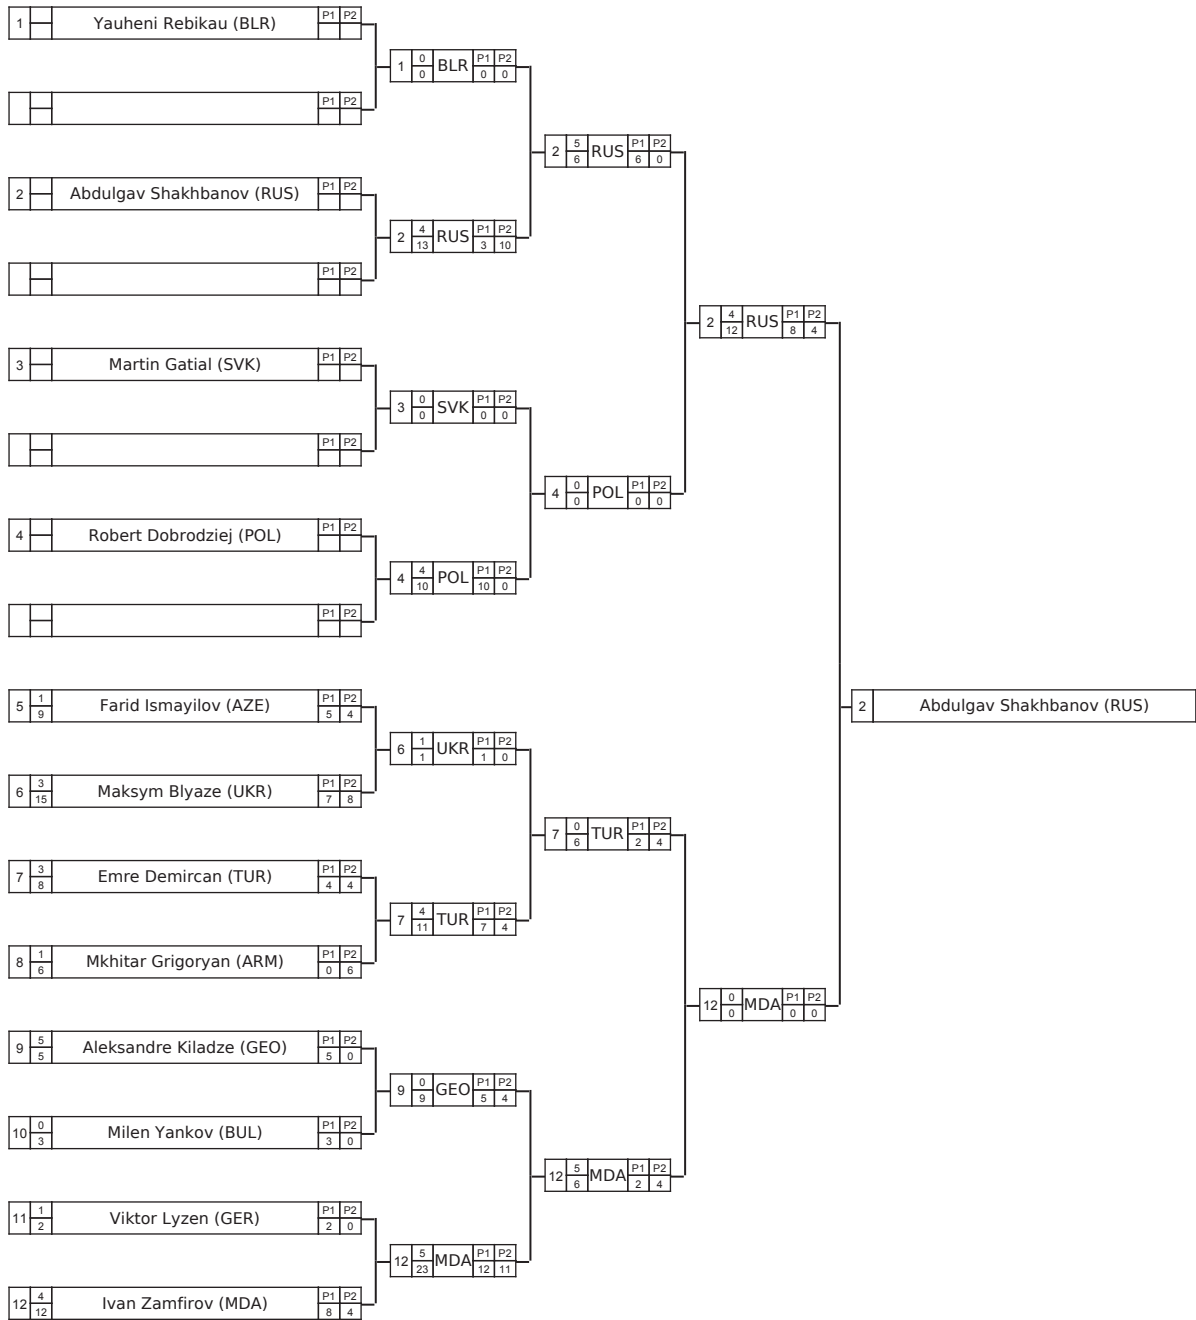 1 Yauheni Rebikau (BLR) P1 P2
1 0 0 BLR P1 P2 0 0
P1 P2
2 5 6 RUS P1 P2 6 0
2 Abdulgav Shakhbanov (RUS) P1 P2
2 4 13 RUS P1 P2 3 10
P1 P2
2 4 12 RUS P1 P2 8 4
3 Martin Gatial (SVK) P1 P2
3 0 0 SVK P1 P2 0 0
P1 P2
4 0 0 POL P1 P2 0 0
4 Robert Dobrodziej (POL) P1 P2
4 4 10 POL P1 P2 10 0
P1 P2
5 1 9 Farid Ismayilov (AZE) P1 P2 5 4
2 Abdulgav Shakhbanov (RUS)
6 1 1 UKR P1 P2 1 0
6 3 15 Maksym Blyaze (UKR) P1 P2 7 8
7 0 6 TUR P1 P2 2 4
7 3 8 Emre Demircan (TUR) P1 P2 4 4
7 4 11 TUR P1 P2 7 4
8 1 6 Mkhitar Grigoryan (ARM) P1 P2 0 6
12 0 0 MDA P1 P2 0 0
9 5 5 Aleksandre Kiladze (GEO) P1 P2 5 0
9 0 9 GEO P1 P2 5 4
10 0 3 Milen Yankov (BUL) P1 P2 3 0
12 5 6 MDA P1 P2 2 4
11 1 2 Viktor Lyzen (GER) P1 P2 2 0
12 5 23 MDA P1 P2 12 11
12 4 12 Ivan Zamfirov (MDA) P1 P2 8 4